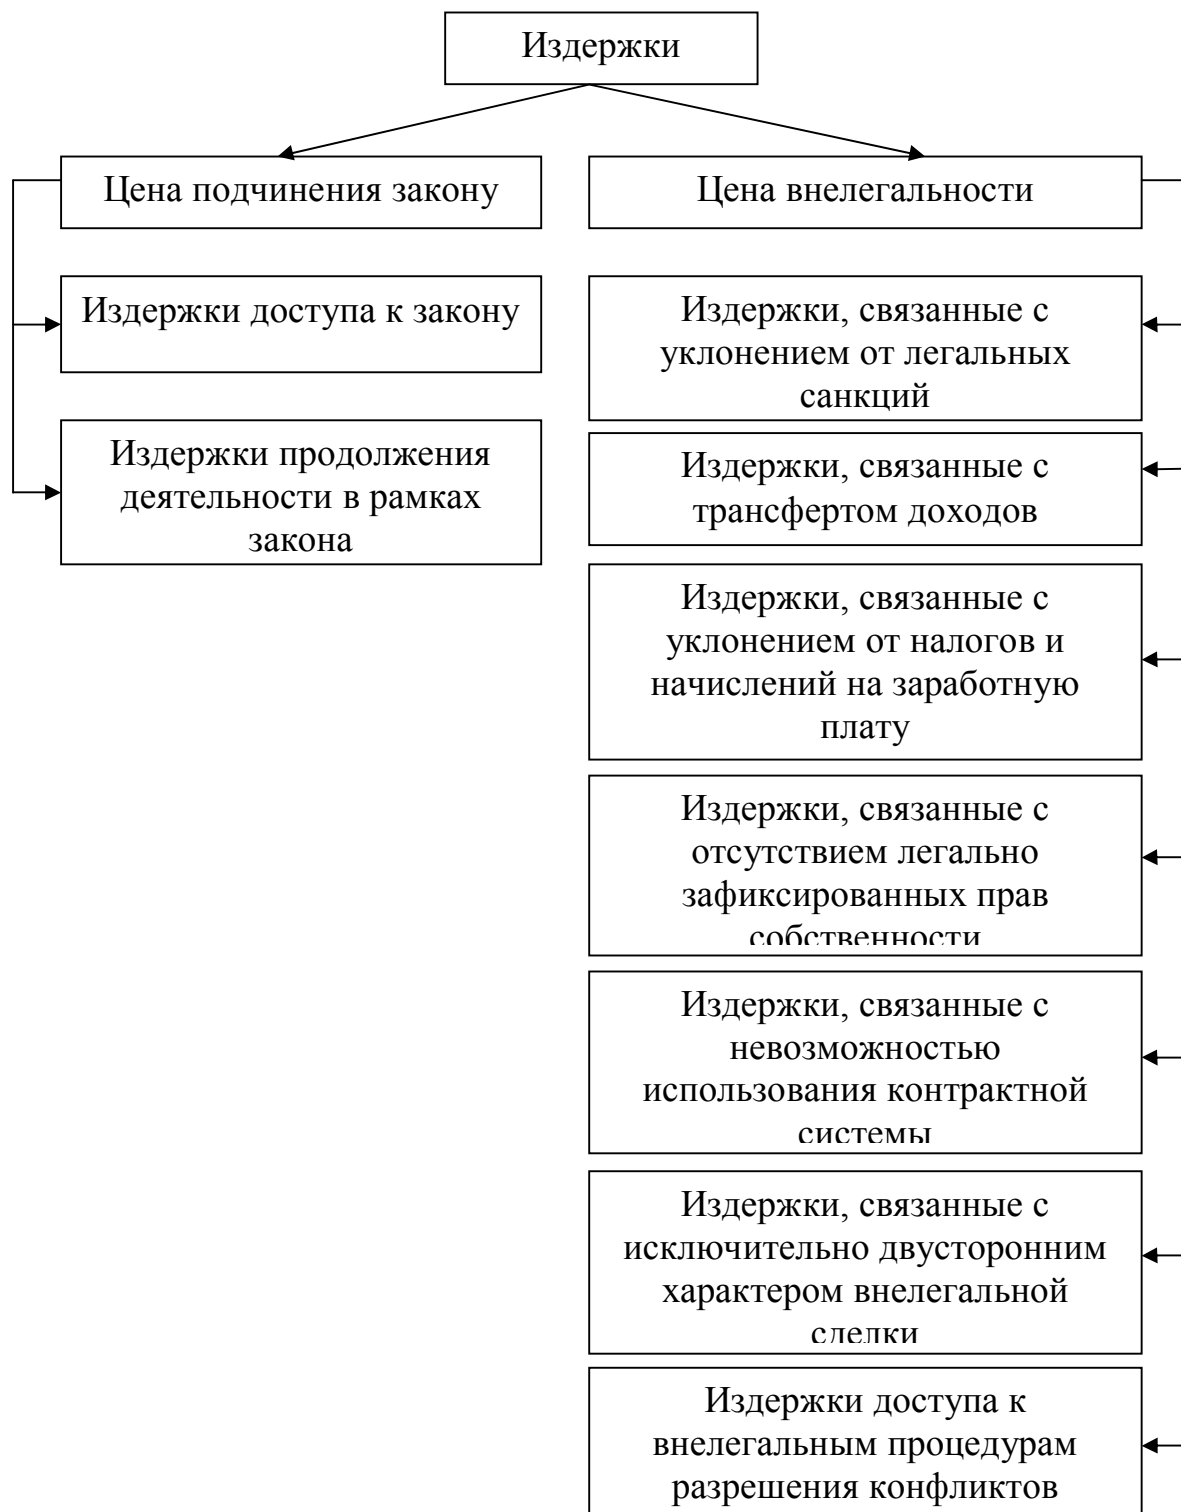 Издержки
Цена подчинения закону
Цена внелегальности
Издержки доступа к закону
Издержки продолжения
деятельности в рамках
закона
Издержки, связанные с
уклонением от легальных
санкций
Издержки, связанные с
трансфертом доходов
Издержки, связанные с
уклонением от налогов и
начислений на заработную
плату
Издержки, связанные с
отсутствием легально
зафиксированных прав
собственности
Издержки, связанные с
невозможностью
использования контрактной
системы
Издержки, связанные с
исключительно двусторонним
характером внелегальной
сделки
Издержки доступа к
внелегальным процедурам
разрешения конфликтов